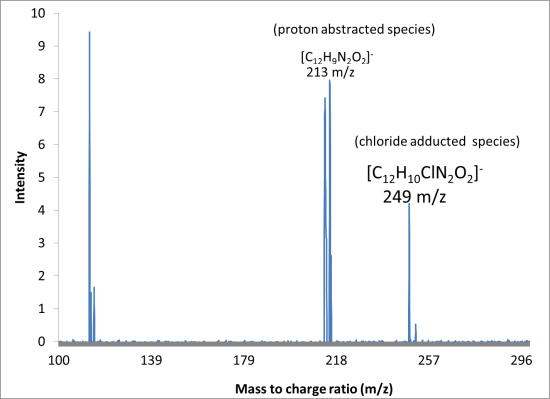 (proton abstracted species)
[C₁₂H₉N₂O₂]⁻
213 m/z
(chloride adducted species)
[C₁₂H₁₀ClN₂O₂]⁻
249 m/z
Intensity
10
9
8
7
6
5
4
3
2
1
0
100 139 179 218 257 296
Mass to charge ratio (m/z)